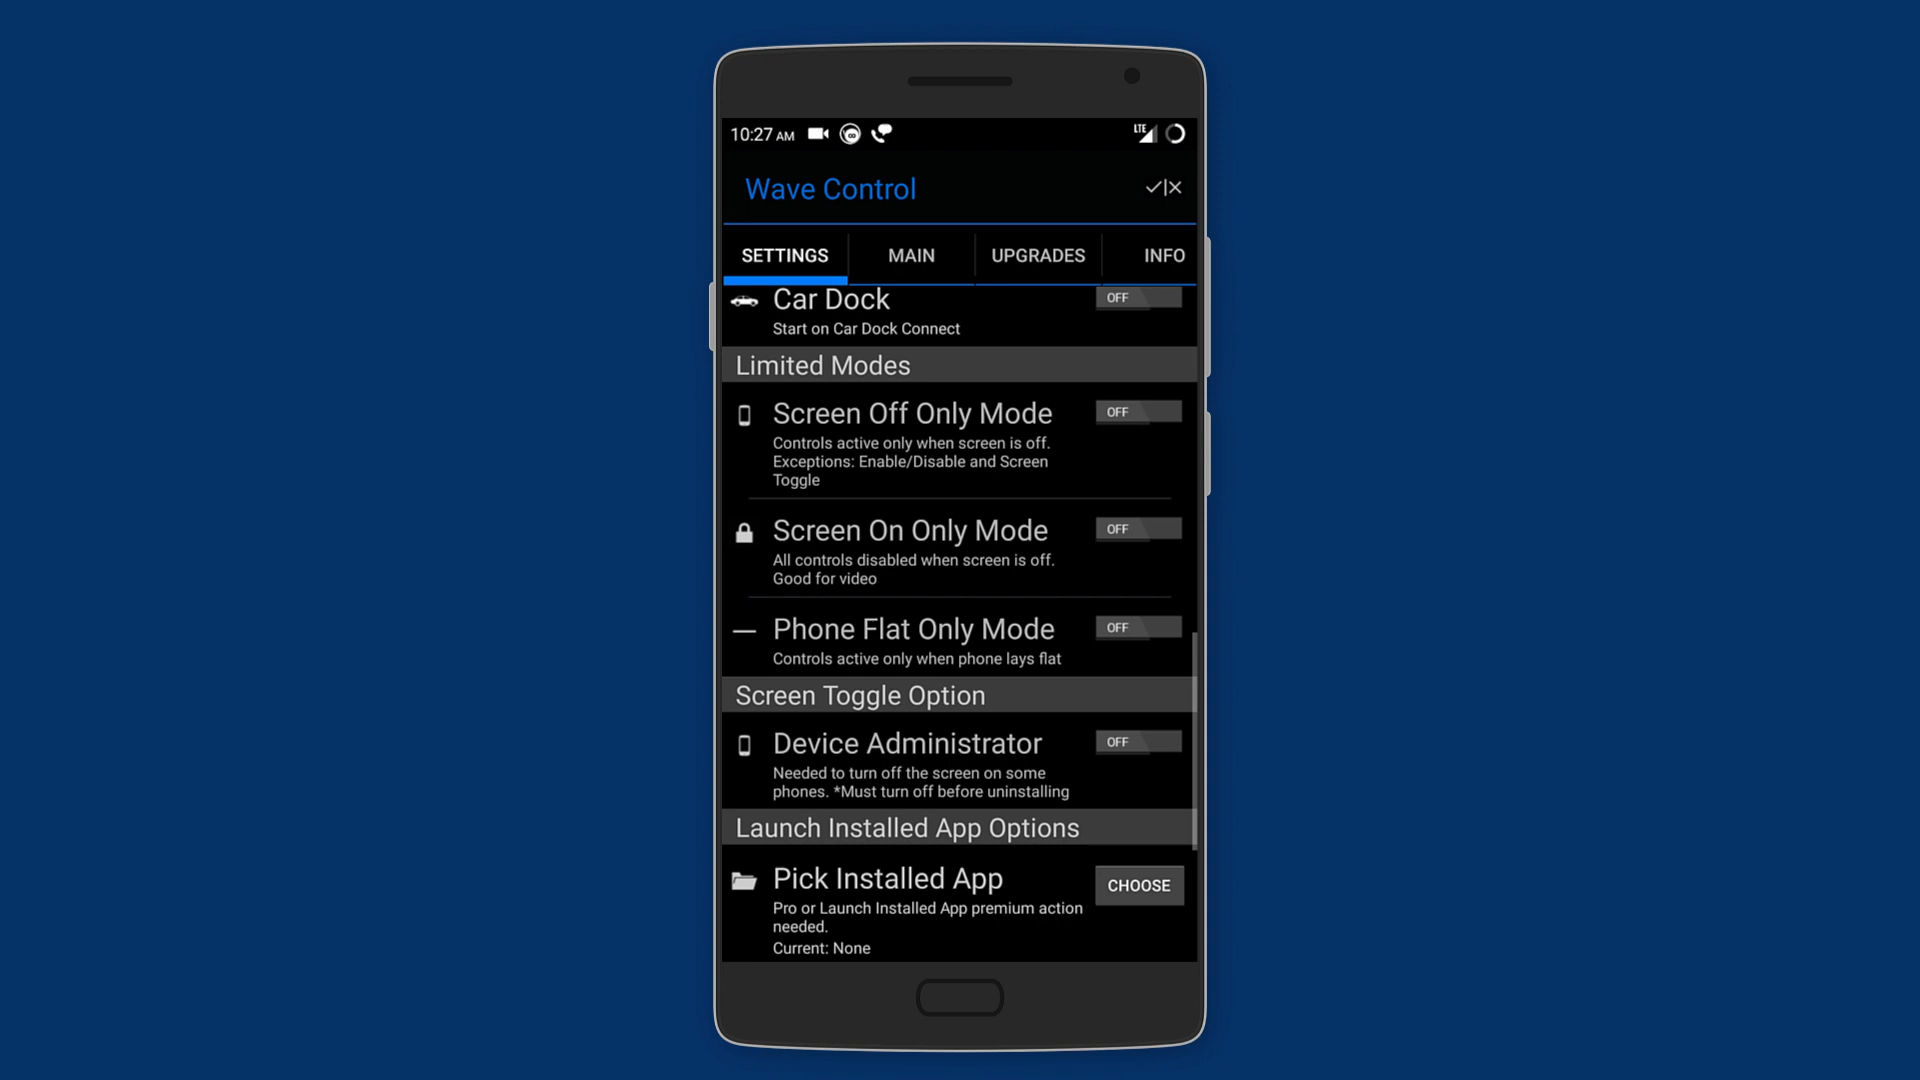 10:27 AM
LTE
Wave Control
SETTINGS
MAIN
UPGRADES
INFO
Car Dock
OFF
Start on Car Dock Connect
Limited Modes
Screen Off Only Mode
OFF
Controls active only when screen is off.
Exceptions: Enable/Disable and Screen
Toggle
Screen On Only Mode
OFF
All controls disabled when screen is off.
Good for video
Phone Flat Only Mode
OFF
Controls active only when phone lays flat
Screen Toggle Option
Device Administrator
OFF
Needed to turn off the screen on some
phones. *Must turn off before uninstalling
Launch Installed App Options
Pick Installed App
CHOOSE
Pro or Launch Installed App premium action
needed.
Current: None